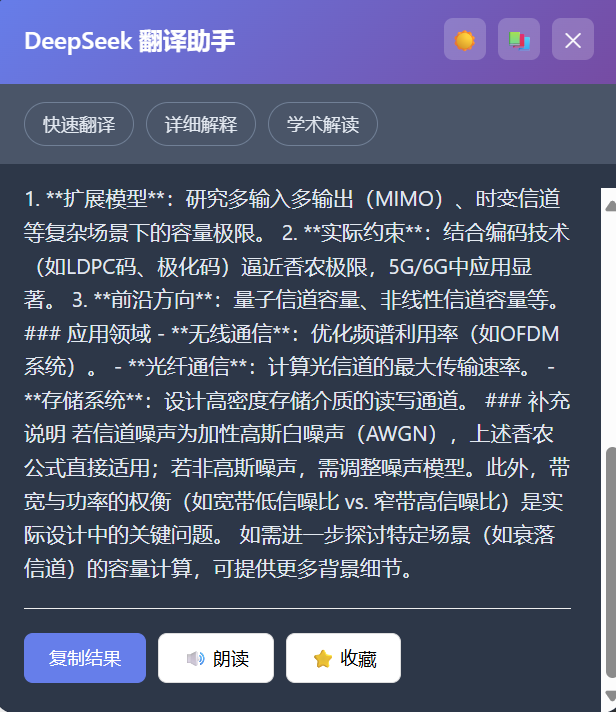 DeepSeek 翻译助手
快速翻译 详细解释 学术解读
1. **扩展模型**：研究多输入多输出（MIMO）、时变信道
等复杂场景下的容量极限。 2. **实际约束**：结合编码技术
（如LDPC码、极化码）逼近香农极限，5G/6G中应用显
著。 3. **前沿方向**：量子信道容量、非线性信道容量等。
### 应用领域 - **无线通信**：优化频谱利用率（如OFDM
系统）。 - **光纤通信**：计算光信道的最大传输速率。 -
**存储系统**：设计高密度存储介质的读写通道。 ### 补充
说明 若信道噪声为加性高斯白噪声（AWGN），上述香农
公式直接适用；若非高斯噪声，需调整噪声模型。此外，带
宽与功率的权衡（如宽带低信噪比 vs. 窄带高信噪比）是实
际设计中的关键问题。 如需进一步探讨特定场景（如衰落
信道）的容量计算，可提供更多背景细节。
复制结果 朗读 收藏